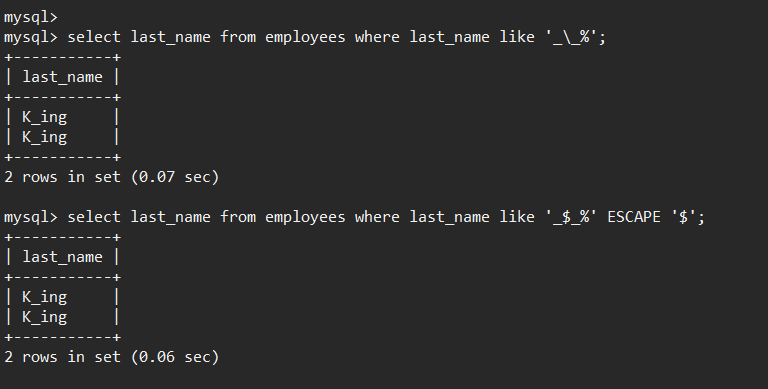 mysql>
mysql> select last_name from employees where last_name like '_\_%';
+-----------+
| last_name |
+-----------+
| K_ing     |
| K_ing     |
+-----------+
2 rows in set (0.07 sec)

mysql> select last_name from employees where last_name like '_$_%' ESCAPE '$';
+-----------+
| last_name |
+-----------+
| K_ing     |
| K_ing     |
+-----------+
2 rows in set (0.06 sec)